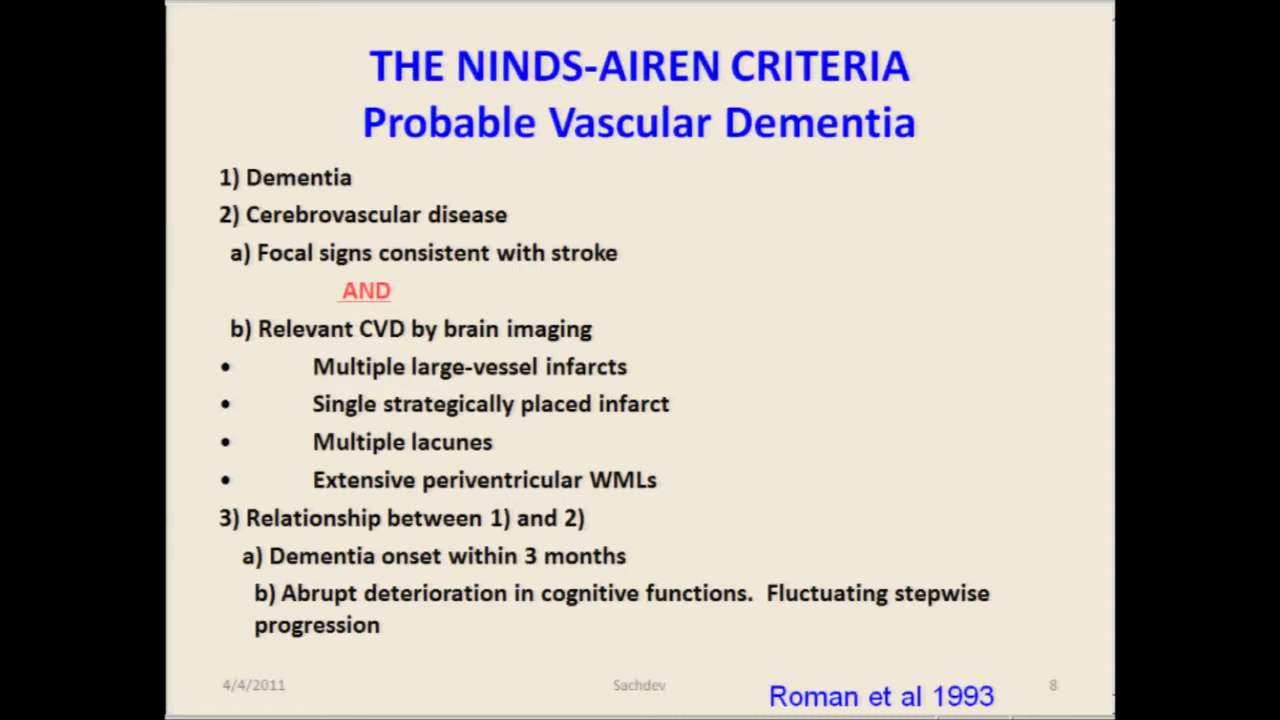 THE NINDS-AIREN CRITERIA
Probable Vascular Dementia
1) Dementia
2) Cerebrovascular disease
a) Focal signs consistent with stroke
AND
b) Relevant CVD by brain imaging
• Multiple large-vessel infarcts
• Single strategically placed infarct
• Multiple lacunes
• Extensive periventricular WMLs
3) Relationship between 1) and 2)
a) Dementia onset within 3 months
b) Abrupt deterioration in cognitive functions. Fluctuating stepwise
progression
4/4/2011 Sachdev Roman et al 1993 8